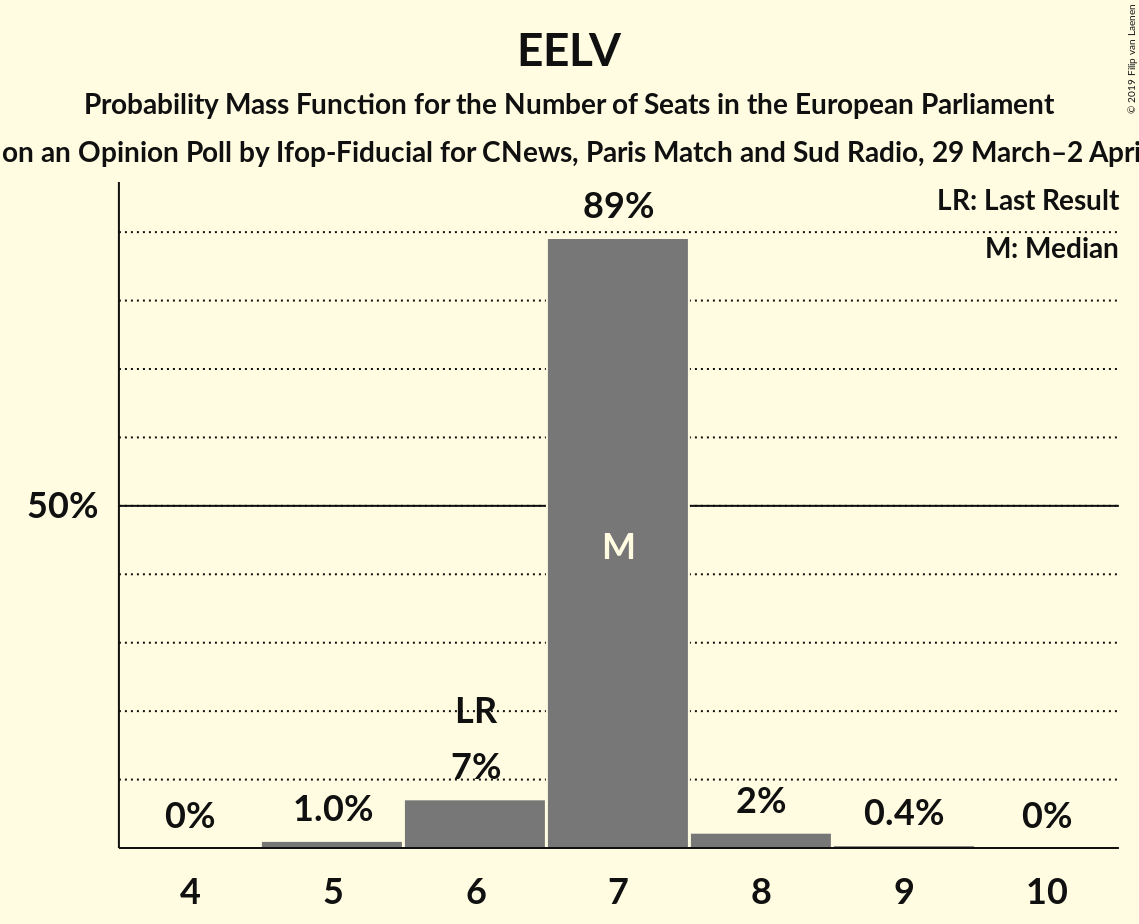 EELV
Probability Mass Function for the Number of Seats in the European Parliament
on an Opinion Poll by Ifop-Fiducial for CNews, Paris Match and Sud Radio, 29 March–2 Apri
© 2019 Filip van Laenen
LR: Last Result
M: Median
89%
50%
M
LR
7%
0%
1.0%
2%
0.4%
0%
4 5 6 7 8 9 10